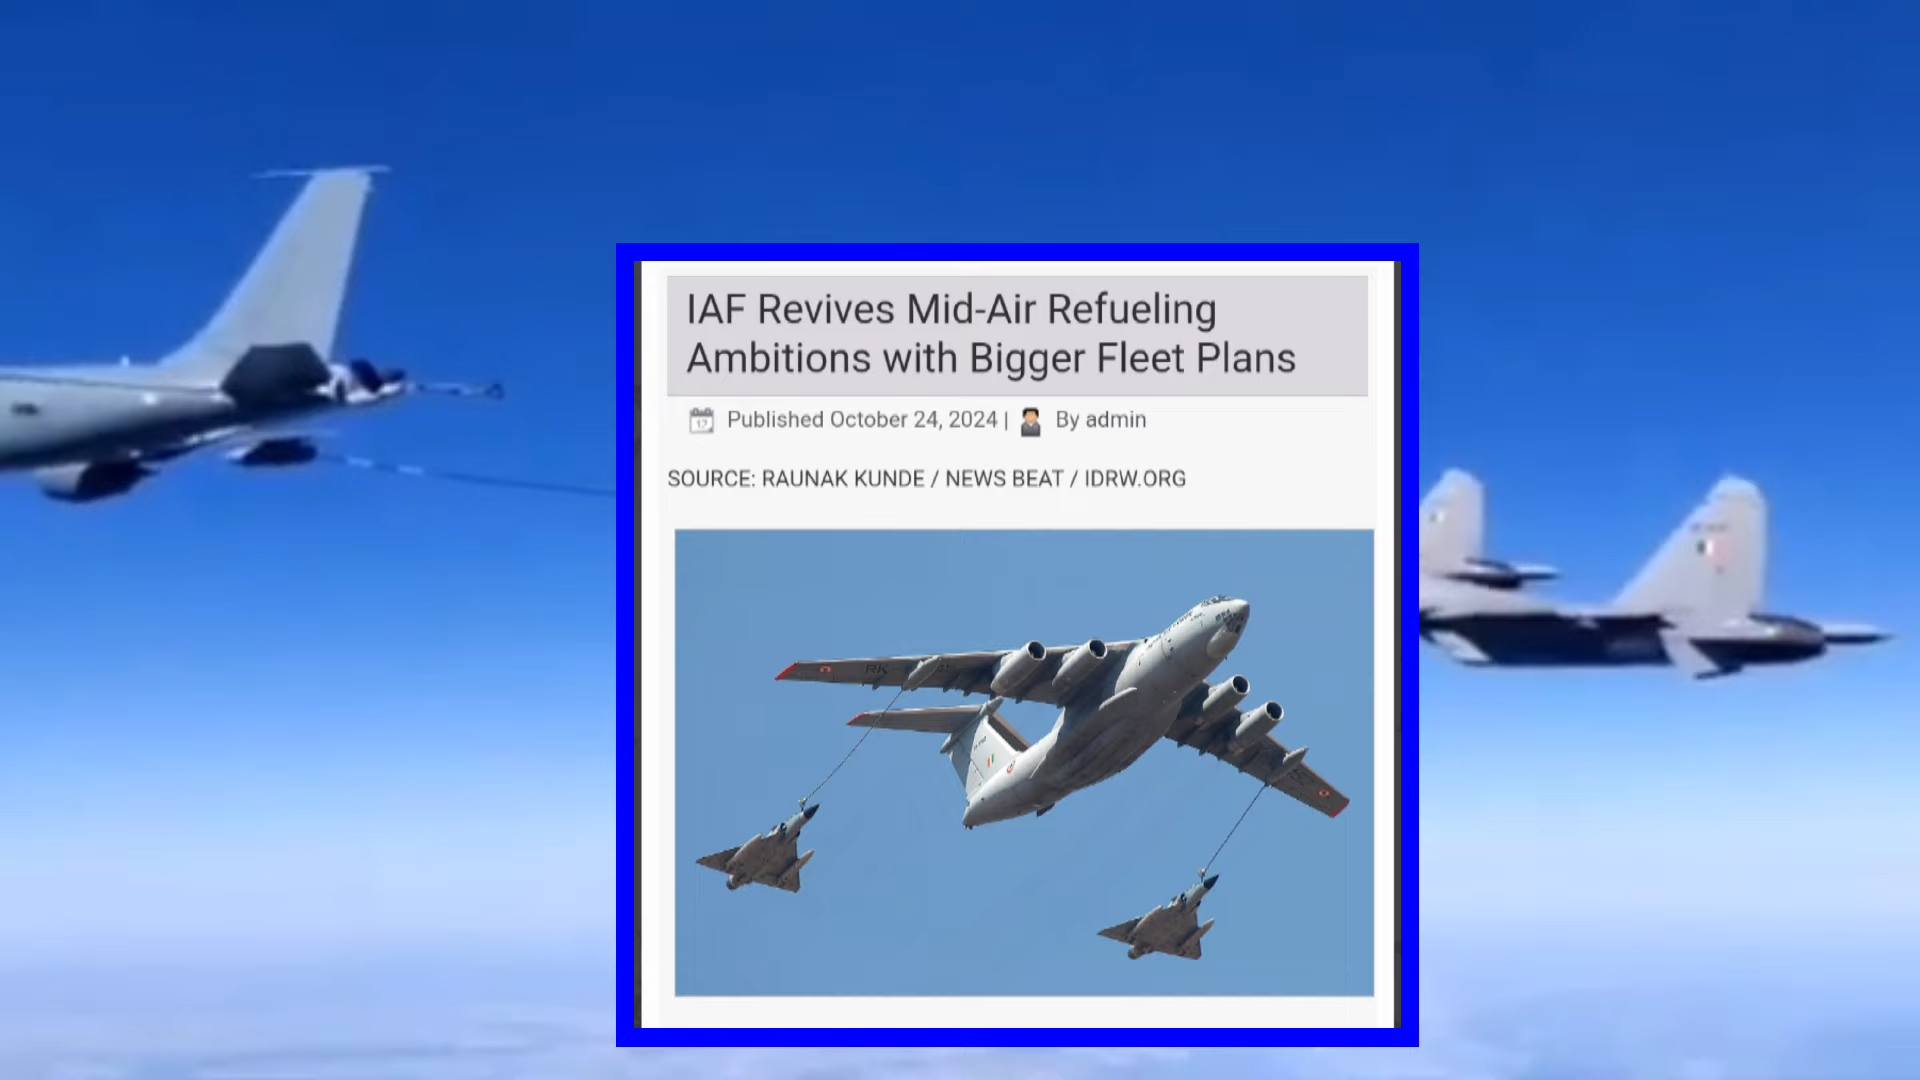 IAF Revives Mid-Air Refueling
Ambitions with Bigger Fleet Plans
17
Published October 24, 2024 | By admin
SOURCE: RAUNAK KUNDE / NEWS BEAT / IDRW.ORG